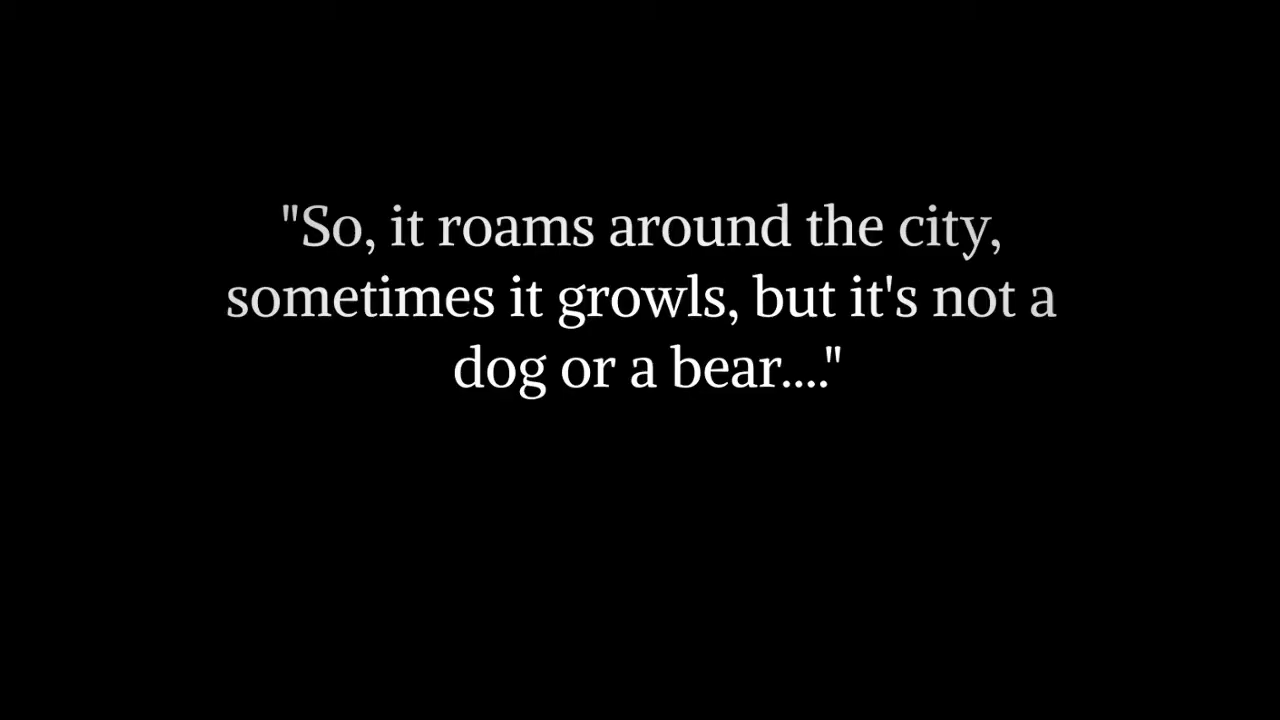 "So, it roams around the city,
sometimes it growls, but it's not a
dog or a bear...."